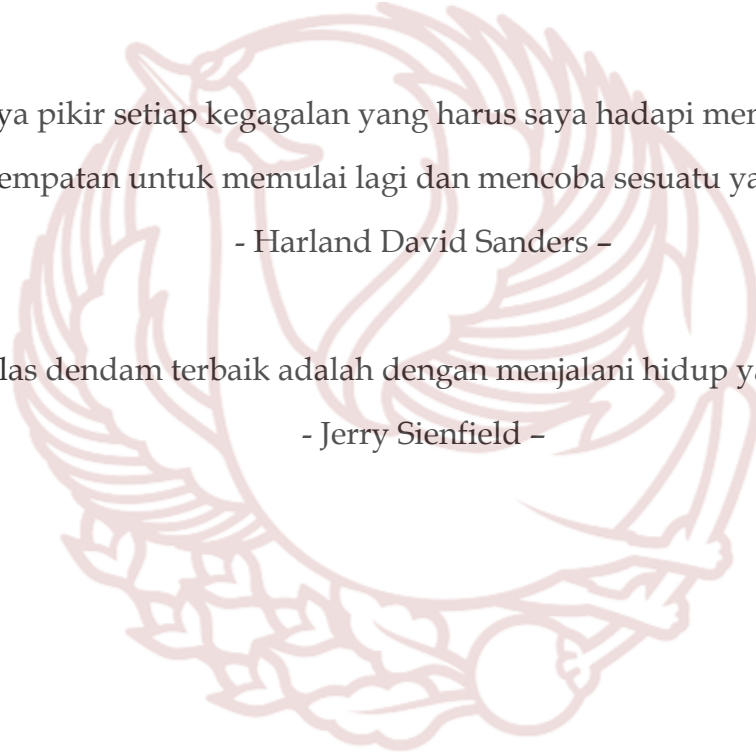 ya pikir setiap kegagalan yang harus saya hadapi mer
empatan untuk memulai lagi dan mencoba sesuatu ya
- Harland David Sanders –
las dendam terbaik adalah dengan menjalani hidup ya
- Jerry Sienfield –